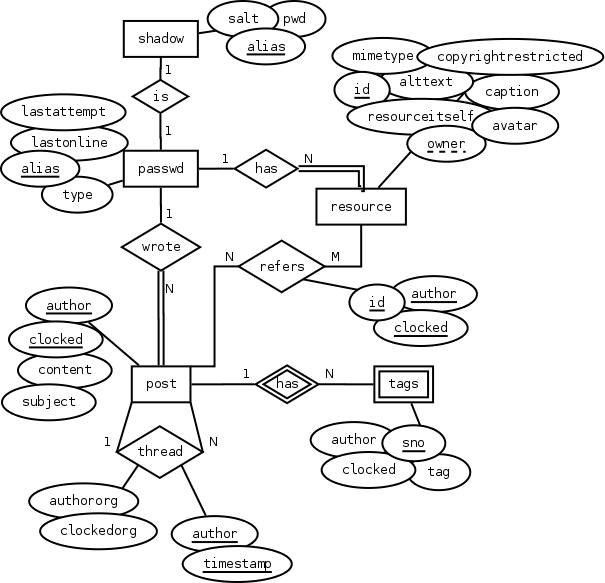 salt pwd
shadow
alias
mimetype copyrightrestricted
1
alttext
id caption
is
lastattempt resourceitself
avatar
1
lastonline owner
1 N
alias passwd has
type
resource
1
wrote
N M
refers
N
author id author
clocked clocked
content
1 N
post has tags
subject
author sno
1 N
thread
clocked tag
authororg
clockedorg author
timestamp